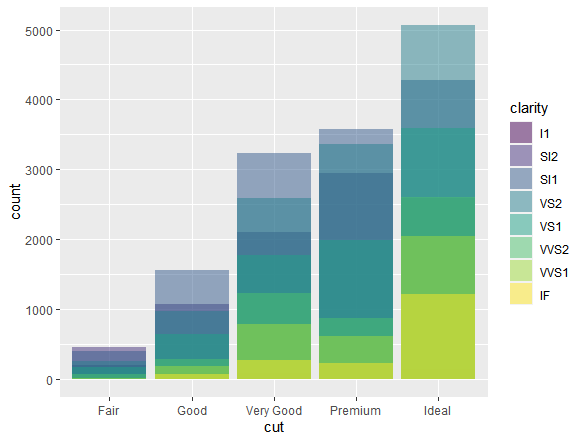 5000
4000
3000
2000
1000
0
count
Fair
Good
Very Good
Premium
Ideal
cut
clarity
I1
SI2
SI1
VS2
VS1
VVS2
VVS1
IF